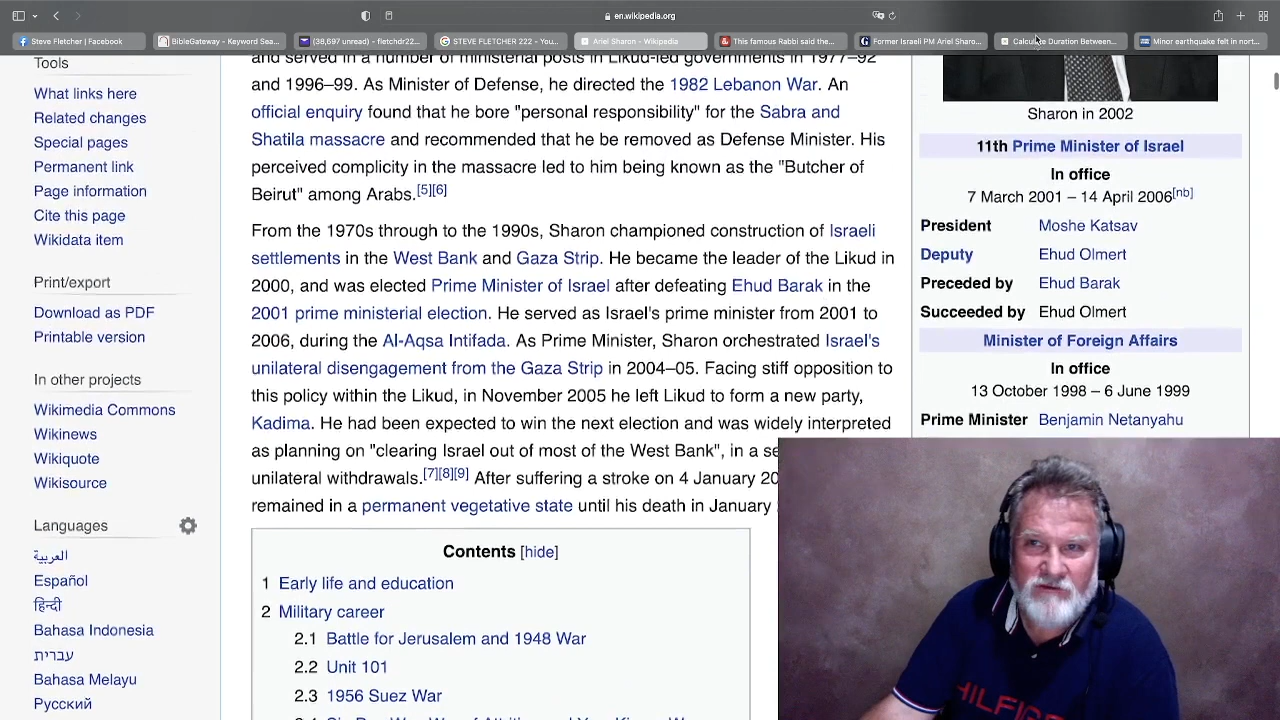 en.wikipedia.org
Steve Fletcher | Facebook
BibleGateway - Keyword Sea...
(38,697 unread) - fletchdr22...
STEVE FLETCHER 222 - You...
Ariel Sharon - Wikipedia
This famous Rabbi said the...
Former Israeli PM Ariel Sharo...
Calculate Duration Between...
Minor earthquake felt in nort...
Tools
What links here
Related changes
Special pages
Permanent link
Page information
Cite this page
Wikidata item
Print/export
Download as PDF
Printable version
In other projects
Wikimedia Commons
Wikinews
Wikiquote
Wikisource
Languages
العربية
Español
हिन्दी
Bahasa Indonesia
עברית
Bahasa Melayu
Русский
and served in a number of ministerial posts in Likud-led governments in 1977–92
and 1996–99. As Minister of Defense, he directed the 1982 Lebanon War. An
official enquiry found that he bore "personal responsibility" for the Sabra and
Shatila massacre and recommended that he be removed as Defense Minister. His
perceived complicity in the massacre led to him being known as the "Butcher of
Beirut" among Arabs.[5][6]
From the 1970s through to the 1990s, Sharon championed construction of Israeli
settlements in the West Bank and Gaza Strip. He became the leader of the Likud in
2000, and was elected Prime Minister of Israel after defeating Ehud Barak in the
2001 prime ministerial election. He served as Israel's prime minister from 2001 to
2006, during the Al-Aqsa Intifada. As Prime Minister, Sharon orchestrated Israel's
unilateral disengagement from the Gaza Strip in 2004–05. Facing stiff opposition to
this policy within the Likud, in November 2005 he left Likud to form a new party,
Kadima. He had been expected to win the next election and was widely interpreted
as planning on "clearing Israel out of most of the West Bank", in a se
unilateral withdrawals.[7][8][9] After suffering a stroke on 4 January 20
remained in a permanent vegetative state until his death in January
Contents [hide]
1 Early life and education
2 Military career
2.1 Battle for Jerusalem and 1948 War
2.2 Unit 101
2.3 1956 Suez War
Sharon in 2002
11th Prime Minister of Israel
In office
7 March 2001 – 14 April 2006[nb]
President Moshe Katsav
Deputy Ehud Olmert
Preceded by Ehud Barak
Succeeded by Ehud Olmert
Minister of Foreign Affairs
In office
13 October 1998 – 6 June 1999
Prime Minister Benjamin Netanyahu
HILFIG